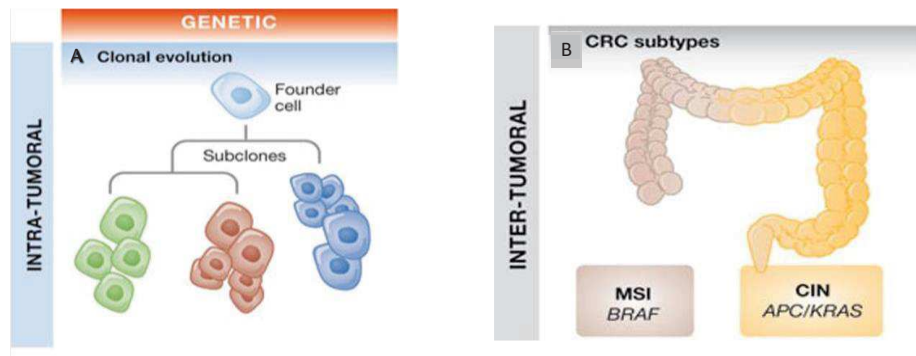 GENETIC
A Clonal evolution
Founder
cell
Subclones
INTRA-TUMORAL
B CRC subtypes
INTER-TUMORAL
MSI
BRAF
CIN
APC/KRAS